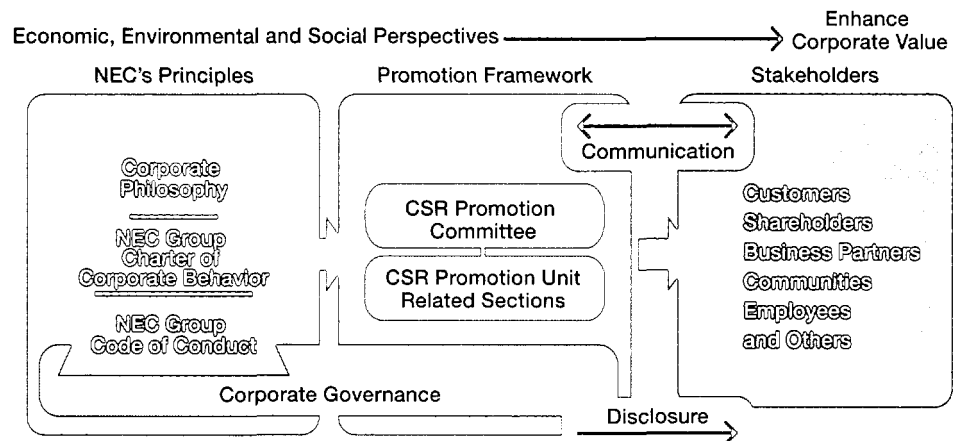 Economic, Environmental and Social Perspectives
Enhance
Corporate Value
NEC's Principles
Promotion Framework
Stakeholders
Communication
Corporate
Philosophy
NEC Group
Charter of
Corporate Behavior
NEC Group
Code of Conduct
CSR Promotion
Committee
CSR Promotion Unit
Related Sections
Customers
Shareholders
Business Partners
Communities
Employees
and Others
Corporate Governance
Disclosure